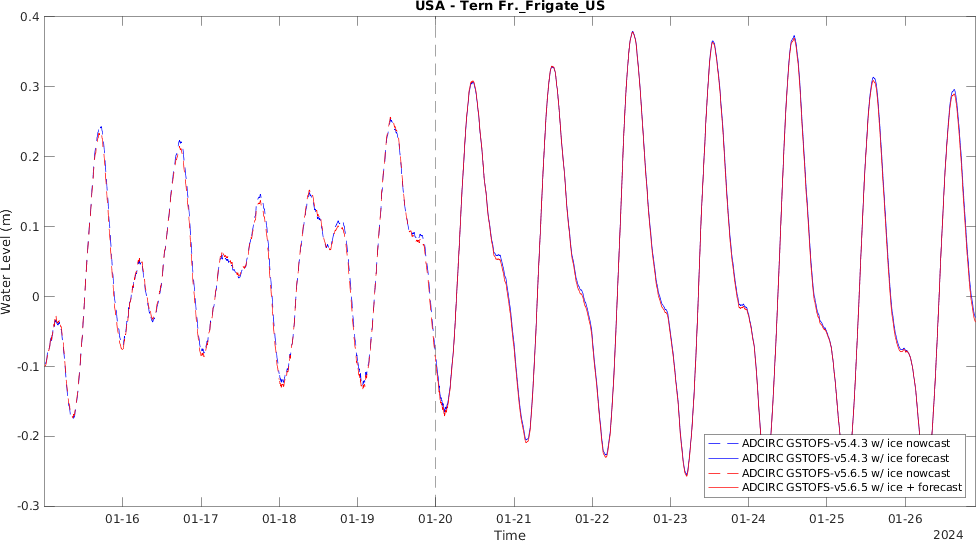 USA - Tern Fr._Frigate_US
0.4
0.3
0.2
0.1
0
-0.1
-0.2
-0.3
Water Level (m)
ADCIRC GSTOFS-v5.4.3 w/ ice nowcast
ADCIRC GSTOFS-v5.4.3 w/ ice forecast
ADCIRC GSTOFS-v5.6.5 w/ ice nowcast
ADCIRC GSTOFS-v5.6.5 w/ ice + forecast
01-16 01-17 01-18 01-19 01-20 01-21 01-22 01-23 01-24 01-25 01-26
Time
2024